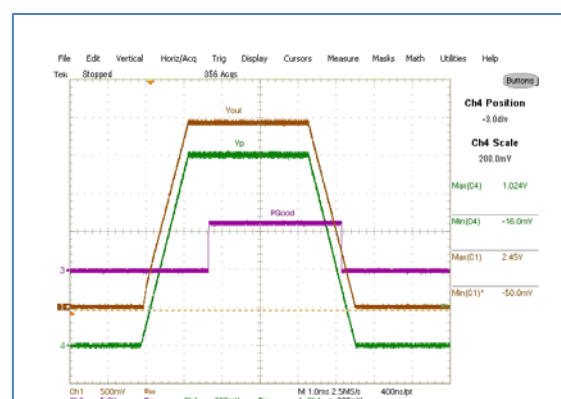 File Edit Vertical Horiz/Acq Trig Display Cursors Measure Masks Math Utilities Help
Tek Stopped 356 Acqs
Buttons
Ch4 Position
-3.0div
Ch4 Scale
200.0mV
Max(C4) 1.024V
Min(C4) -16.0mV
Max(C1) 2.45V
Min(C1)* -50.0mV
Vout
Vp
PGood
3
4
Ch1 500mV M 1.0ms 2.5MS/s 400ns/pt